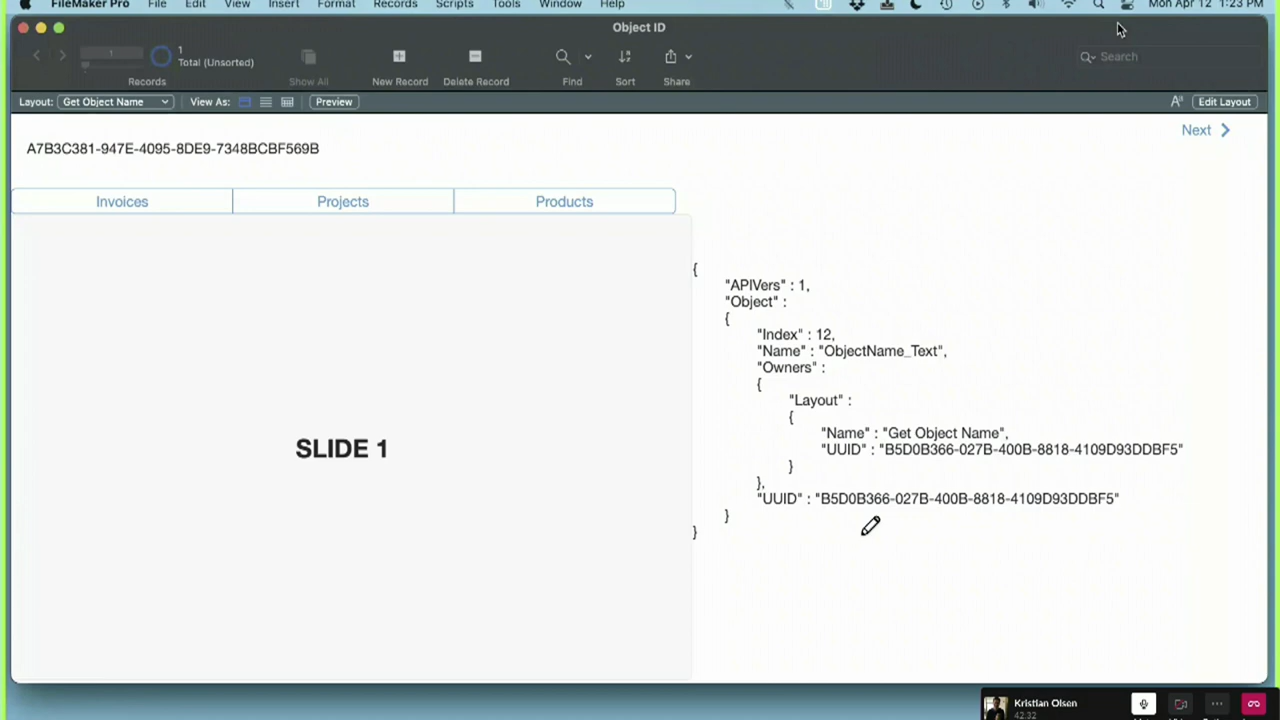 FileMaker Pro File Edit View Insert Format Records Scripts Tools Window Help Mon Apr 12 1:23 PM
Object ID
1
1
Total (Unsorted)
Search
Records Show All New Record Delete Record Find Sort Share
Layout: Get Object Name View As: Preview Aa Edit Layout
Next
A7B3C381-947E-4095-8DE9-7348BCBF569B
Invoices Projects Products
SLIDE 1
{
"APIVers" : 1,
"Object" :
{
"Index" : 12,
"Name" : "ObjectName_Text",
"Owners" :
{
"Layout" :
{
"Name" : "Get Object Name",
"UUID" : "B5D0B366-027B-400B-8818-4109D93DDBF5"
}
},
"UUID" : "B5D0B366-027B-400B-8818-4109D93DDBF5"
}
}
Kristian Olsen
42:32